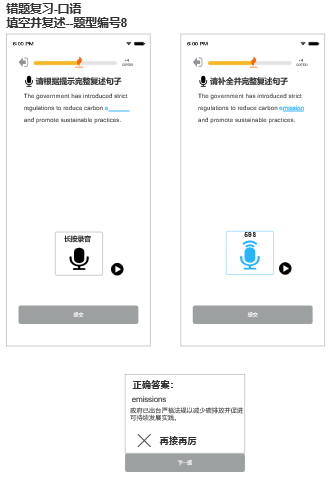 错题复习-口语
填空并复述--题型编号8
6:00 PM
+4
combo
请根据提示完整复述句子
The government has introduced strict
regulations to reduce carbon e______
and promote sustainable practices.
长按录音
提交
6:00 PM
+4
combo
请补全并完整复述句子
The government has introduced strict
regulations to reduce carbon emission
and promote sustainable practices.
59 S
提交
正确答案：
emissions
政府已出台严格法规以减少碳排放并促进
可持续发展实践。
再接再厉
下一题